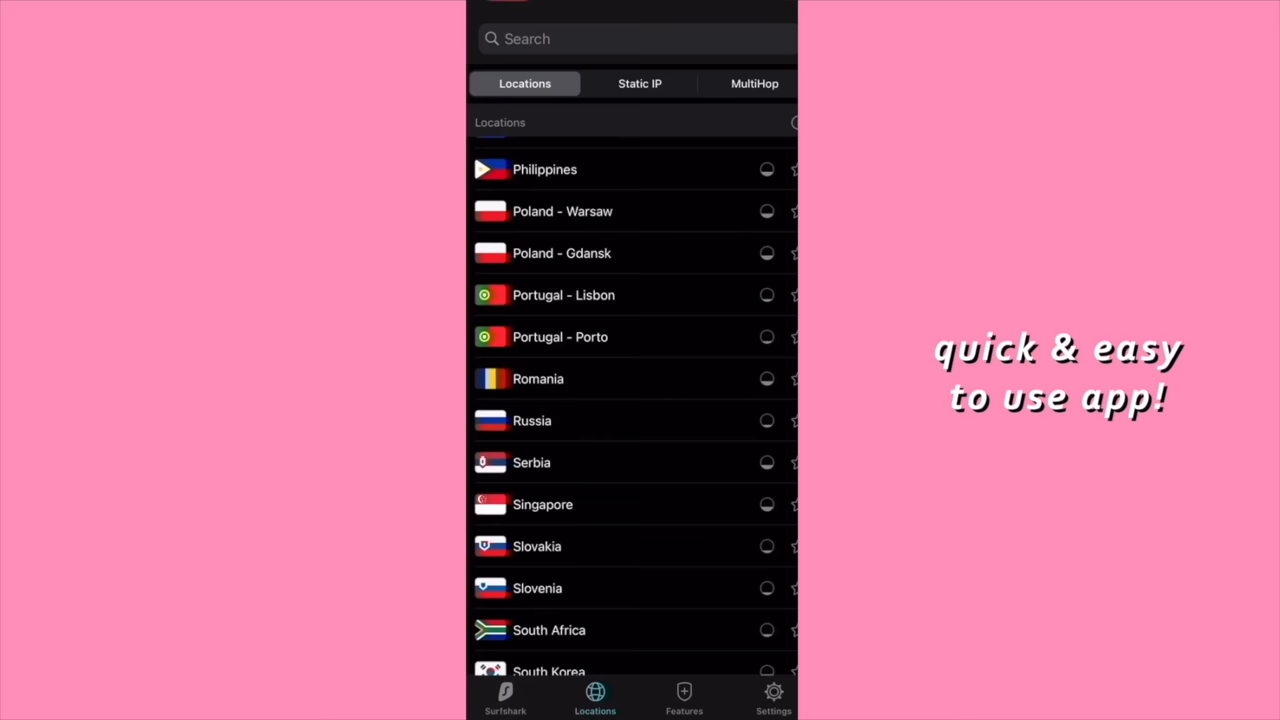 Search
Locations Static IP MultiHop
Locations
Philippines
Poland - Warsaw
Poland - Gdansk
Portugal - Lisbon
Portugal - Porto
Romania
Russia
Serbia
Singapore
Slovakia
Slovenia
South Africa
South Korea
Surfshark Locations Features Settings
quick & easy
to use app!